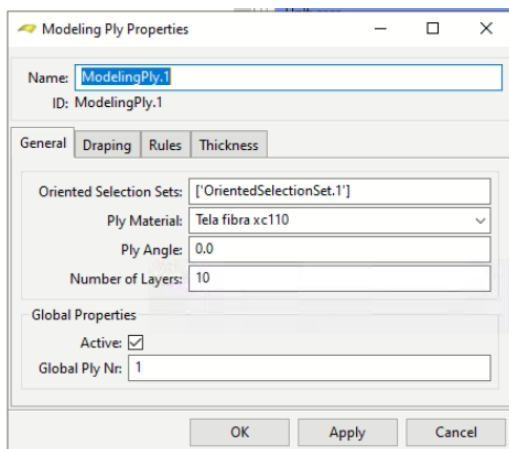 Modeling Ply Properties
Name: ModelingPly.1
ID: ModelingPly.1
General Draping Rules Thickness
Oriented Selection Sets: ['OrientedSelectionSet.1']
Ply Material: Tela fibra xc110
Ply Angle: 0.0
Number of Layers: 10
Global Properties
Active:
Global Ply Nr: 1
OK Apply Cancel